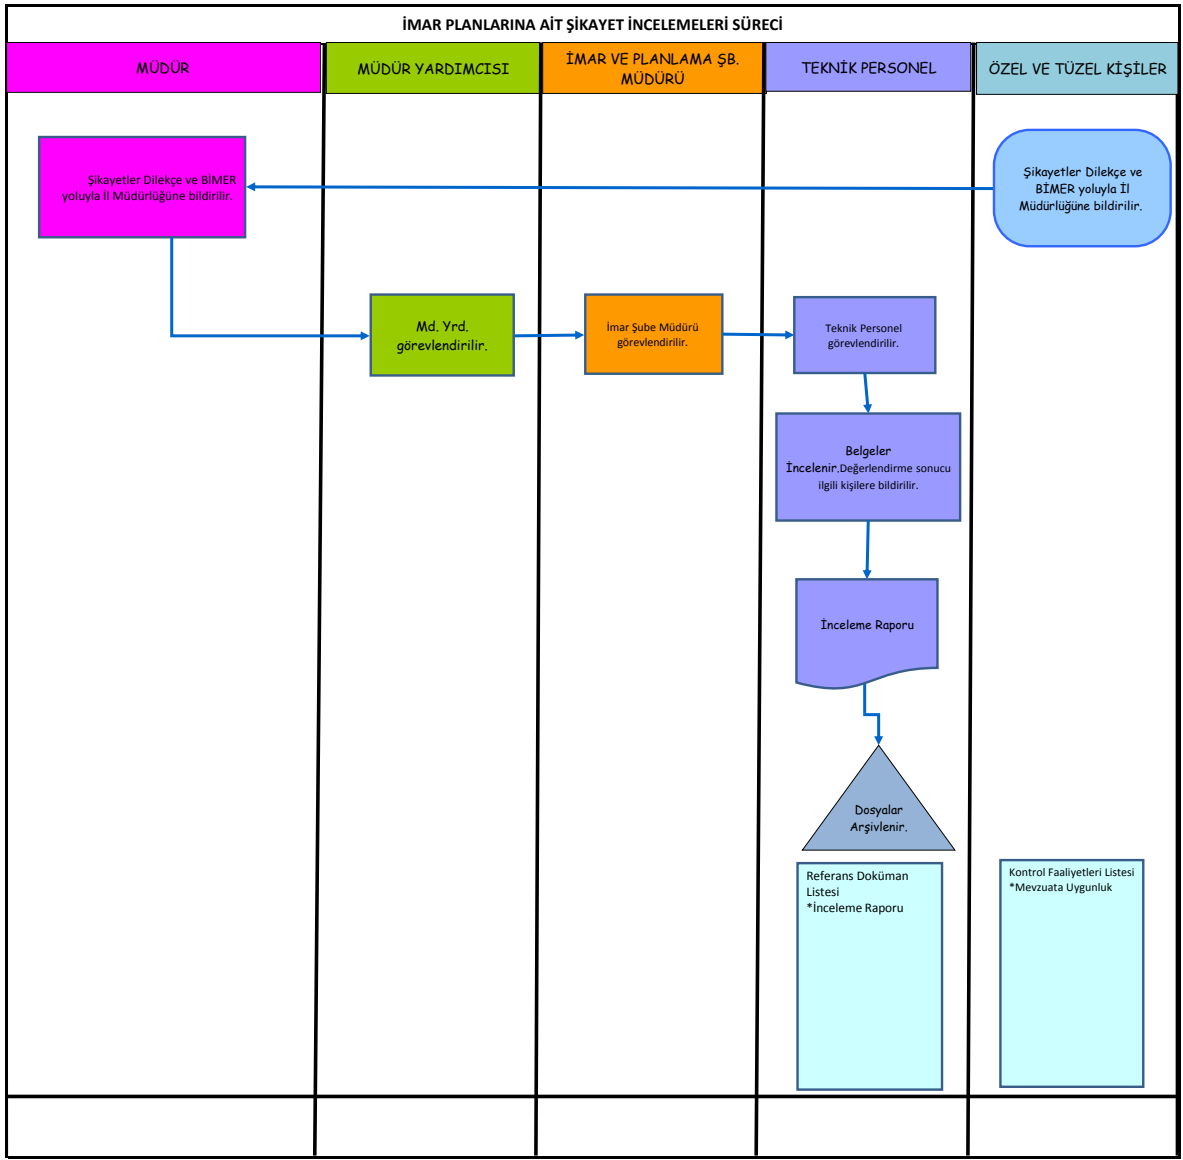 İMAR PLANLARINA AİT ŞİKAYET İNCELEMELERİ SÜRECİ
MÜDÜR
MÜDÜR YARDIMCISI
İMAR VE PLANLAMA ŞB.
MÜDÜRÜ
TEKNİK PERSONEL
ÖZEL VE TÜZEL KİŞİLER
Şikayetler Dilekçe ve BİMER
yoluyla İl Müdürlüğüne bildirilir.
Şikayetler Dilekçe ve
BİMER yoluyla İl
Müdürlüğüne bildirilir.
Md. Yrd.
görevlendirilir.
İmar Şube Müdürü
görevlendirilir.
Teknik Personel
görevlendirilir.
Belgeler
İncelenir.Değerlendirme sonucu
ilgili kişilere bildirilir.
İnceleme Raporu
Dosyalar
Arşivlenir.
Referans Doküman
Listesi
*İnceleme Raporu
Kontrol Faaliyetleri Listesi
*Mevzuata Uygunluk